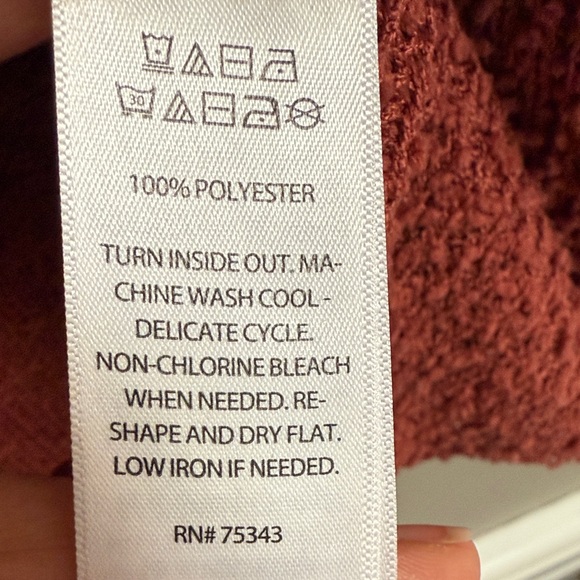 30
100% POLYESTER
TURN INSIDE OUT. MA-
CHINE WASH COOL -
DELICATE CYCLE.
NON-CHLORINE BLEACH
WHEN NEEDED. RE-
SHAPE AND DRY FLAT.
LOW IRON IF NEEDED.
RN# 75343